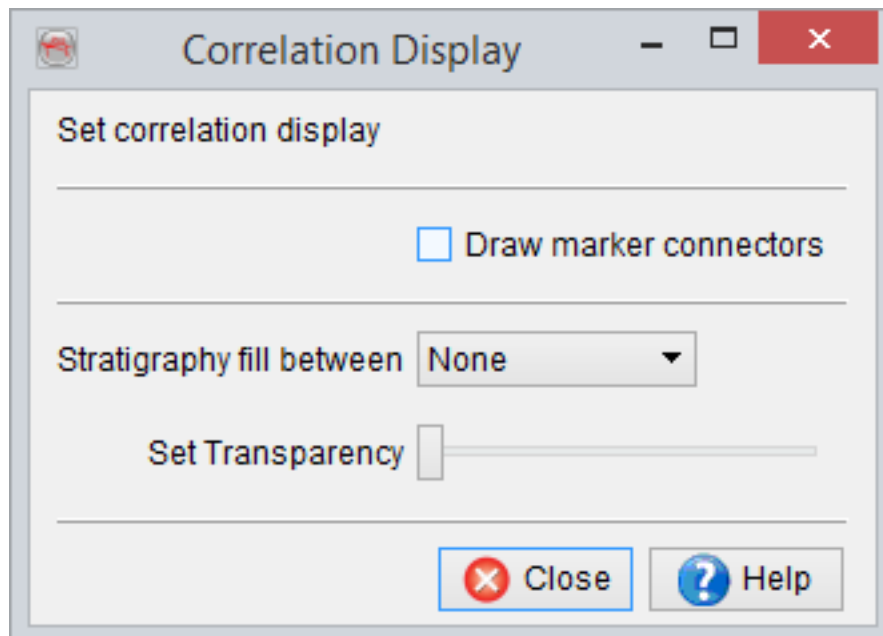 Correlation Display
Set correlation display
Draw marker connectors
Stratigraphy fill between None
Set Transparency
Close Help